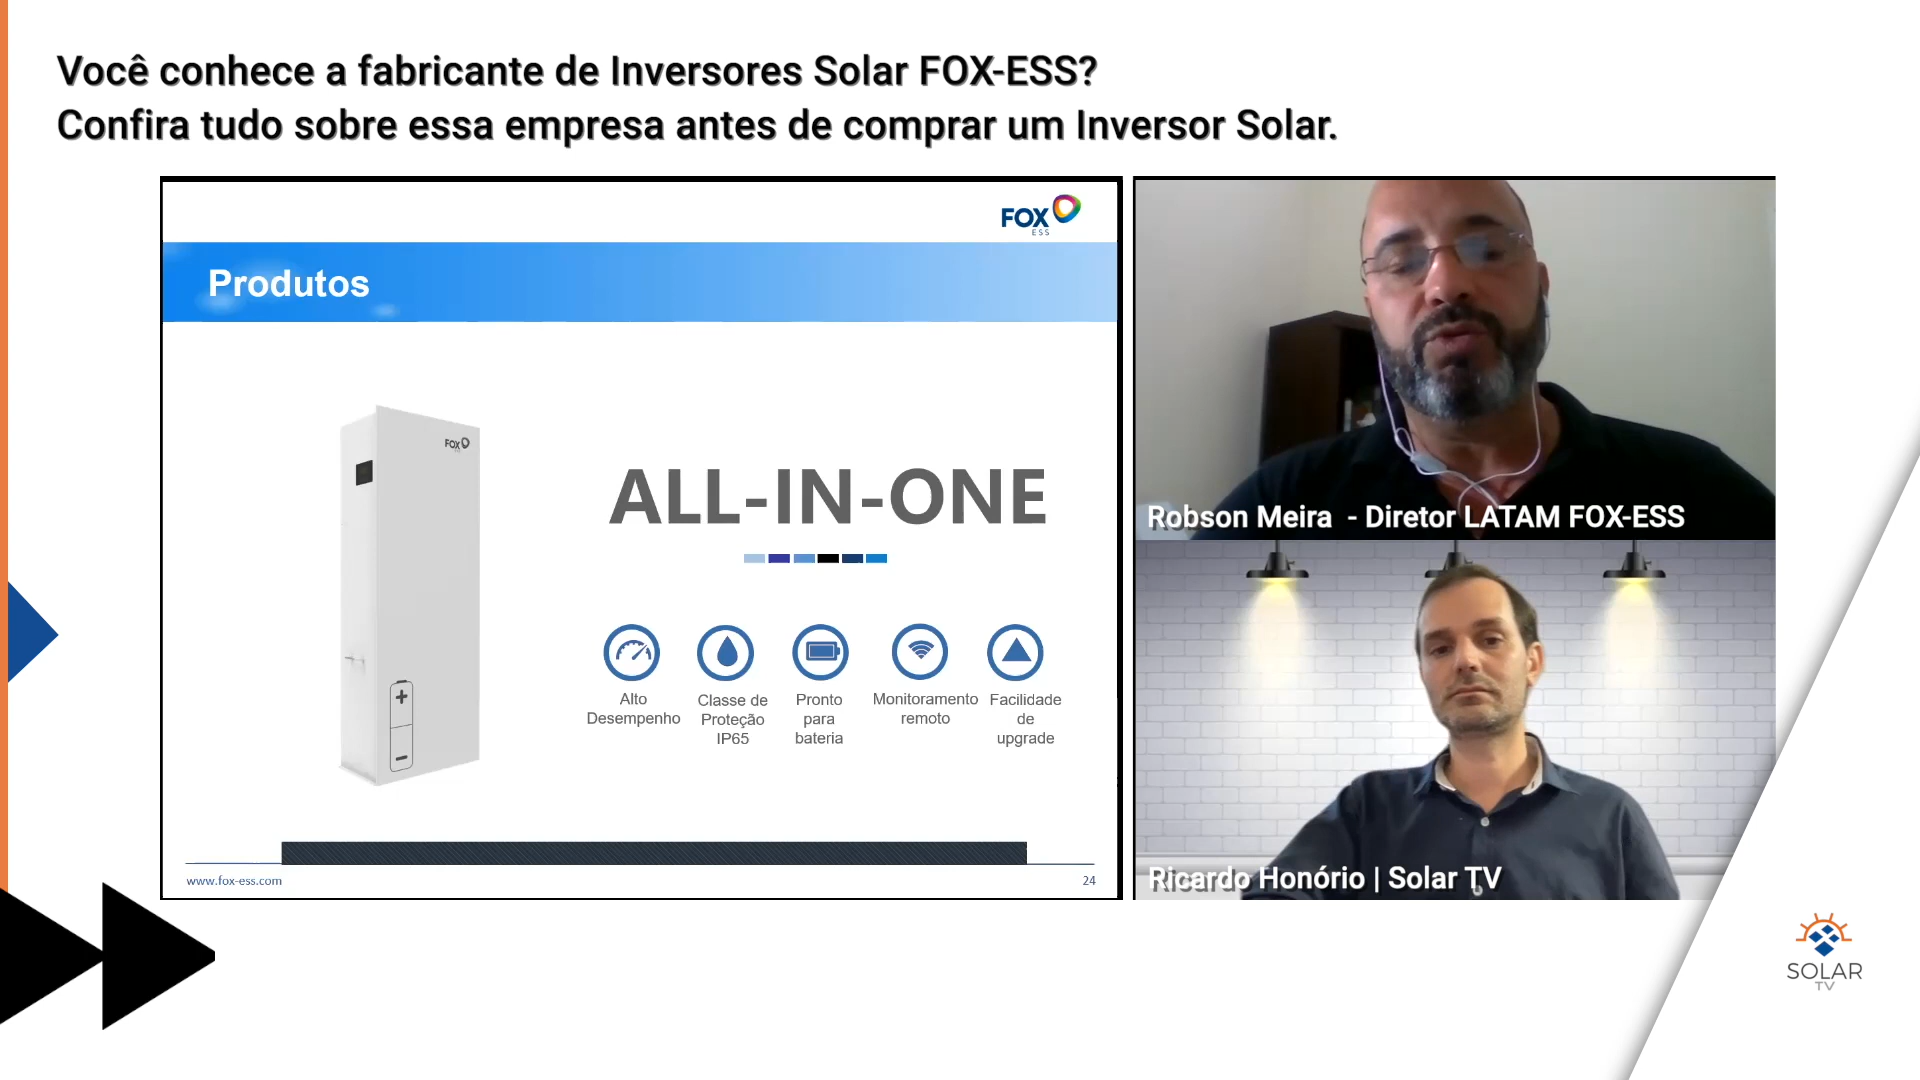 Você conhece a fabricante de Inversores Solar FOX-ESS?
Confira tudo sobre essa empresa antes de comprar um Inversor Solar.
FOX
ESS
Produtos
FOX
+
-
ALL-IN-ONE
Alto
Desempenho
Classe de
Proteção
IP65
Pronto
para
bateria
Monitoramento
remoto
Facilidade
de
upgrade
www.fox-ess.com
24
Robson Meira - Diretor LATAM FOX-ESS
Ricardo Honório | Solar TV
SOLAR
TV